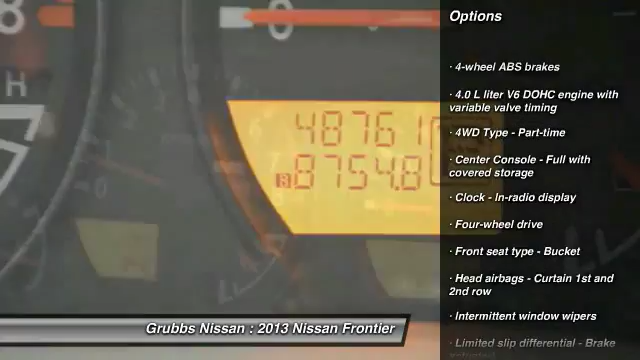 8
0
H
0
48761
B 8754.8
Options
· 4-wheel ABS brakes
· 4.0 L liter V6 DOHC engine with
variable valve timing
· 4WD Type - Part-time
· Center Console - Full with
covered storage
· Clock - In-radio display
· Four-wheel drive
· Front seat type - Bucket
· Head airbags - Curtain 1st and
2nd row
· Intermittent window wipers
· Limited slip differential - Brake
Grubbs Nissan : 2013 Nissan Frontier